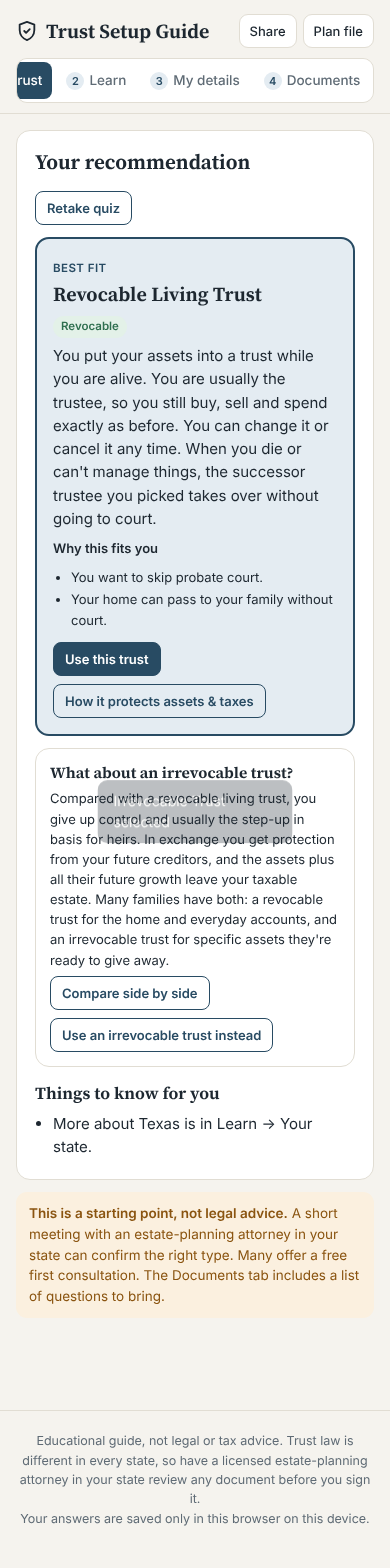 Trust Setup Guide
Share
Plan file
rust
2 Learn
3 My details
4 Documents
Your recommendation
Retake quiz
BEST FIT
Revocable Living Trust
Revocable
You put your assets into a trust while
you are alive. You are usually the
trustee, so you still buy, sell and spend
exactly as before. You can change it or
cancel it any time. When you die or
can't manage things, the successor
trustee you picked takes over without
going to court.
Why this fits you
• You want to skip probate court.
• Your home can pass to your family without
court.
Use this trust
How it protects assets & taxes
What about an irrevocable trust?
Compared with a revocable living trust, you
give up control and usually the step-up in
basis for heirs. In exchange you get protection
from your future creditors, and the assets plus
all their future growth leave your taxable
estate. Many families have both: a revocable
trust for the home and everyday accounts, and
an irrevocable trust for specific assets they're
ready to give away.
Irrevocable Trust
selected
Compare side by side
Use an irrevocable trust instead
Things to know for you
• More about Texas is in Learn → Your
state.
This is a starting point, not legal advice. A short
meeting with an estate-planning attorney in your
state can confirm the right type. Many offer a free
first consultation. The Documents tab includes a list
of questions to bring.
Educational guide, not legal or tax advice. Trust law is
different in every state, so have a licensed estate-planning
attorney in your state review any document before you sign
it.
Your answers are saved only in this browser on this device.